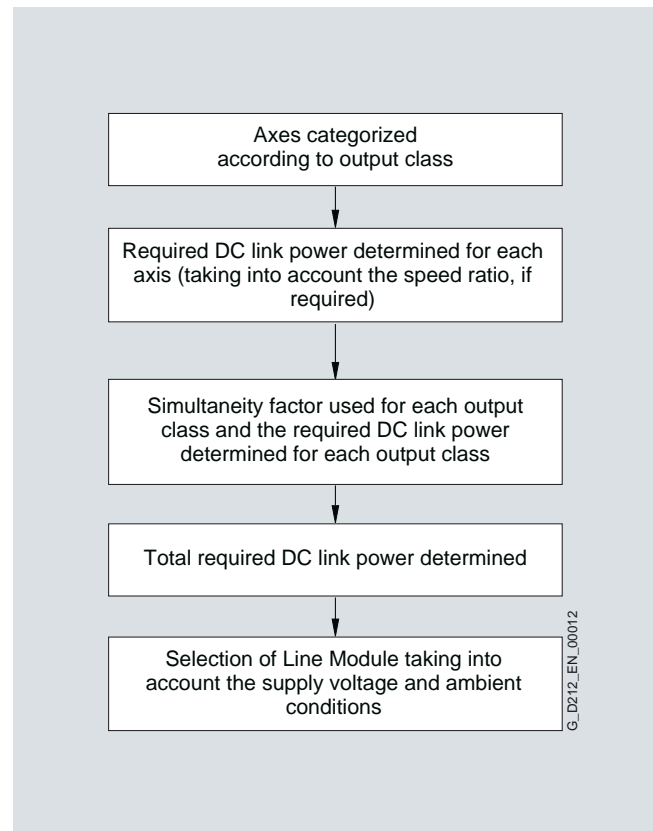 Axes categorized
according to output class
Required DC link power determined for each
axis (taking into account the speed ratio, if
required)
Simultaneity factor used for each output
class and the required DC link power
determined for each output class
Total required DC link power determined
Selection of Line Module taking into
account the supply voltage and ambient
conditions
G_D212_EN_00012